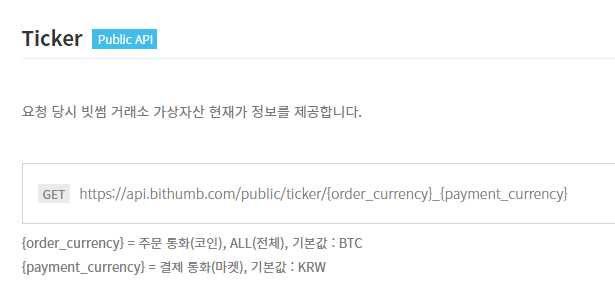 Ticker Public API
요청 당시 빗썸 거래소 가상자산 현재가 정보를 제공합니다.
GET https://api.bithumb.com/public/ticker/{order_currency}_{payment_currency}
{order_currency} = 주문 통화(코인), ALL(전체), 기본값 : BTC
{payment_currency} = 결제 통화(마켓), 기본값 : KRW